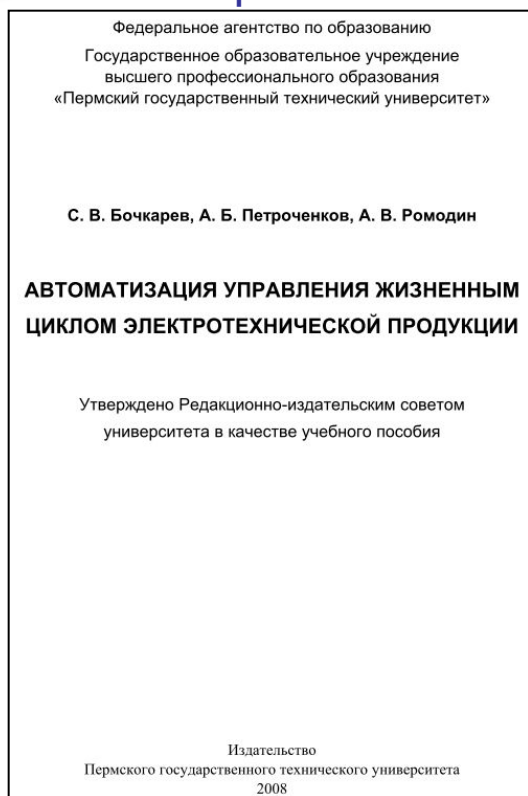 Федеральное агентство по образованию
Государственное образовательное учреждение
высшего профессионального образования
«Пермский государственный технический университет»
С. В. Бочкарев, А. Б. Петроченков, А. В. Ромодин
АВТОМАТИЗАЦИЯ УПРАВЛЕНИЯ ЖИЗНЕННЫМ
ЦИКЛОМ ЭЛЕКТРОТЕХНИЧЕСКОЙ ПРОДУКЦИИ
Утверждено Редакционно-издательским советом
университета в качестве учебного пособия
Издательство
Пермского государственного технического университета
2008